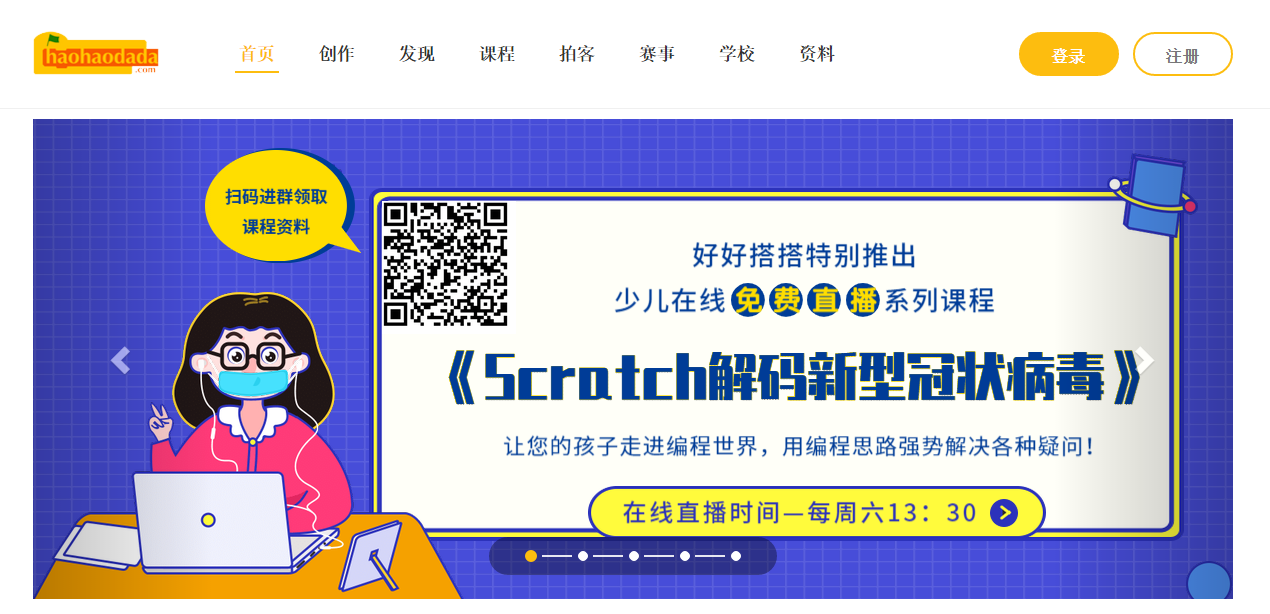 haohaodada
.com
首页 创作 发现 课程 拍客 赛事 学校 资料
登录 注册
扫码进群领取
课程资料
好好搭搭特别推出
少儿在线免费直播系列课程
《Scratch解码新型冠状病毒》
让您的孩子走进编程世界，用编程思路强势解决各种疑问！
在线直播时间—每周六13：30